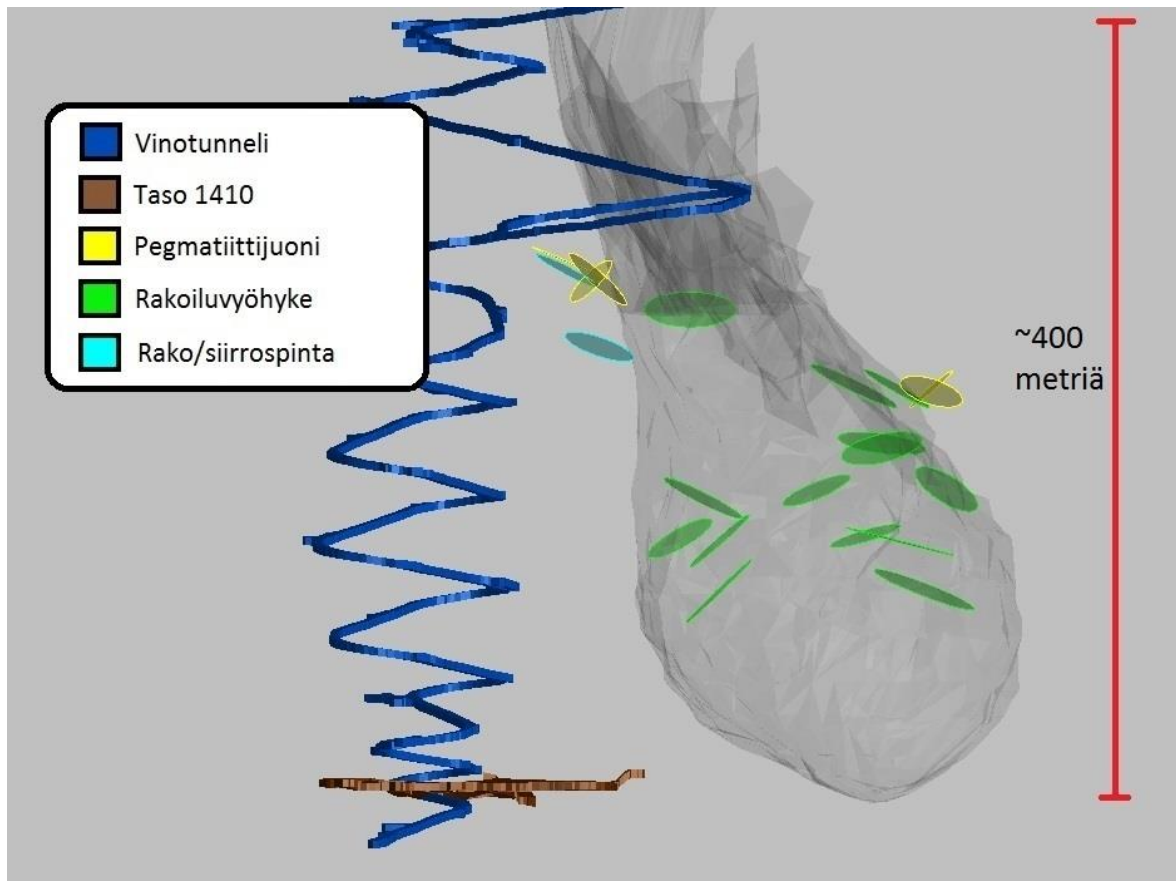 Vinotunneli
Taso 1410
Pegmatiittijuoni
Rakoiluvyöhyke
Rako/siirrospinta
~400
metriä